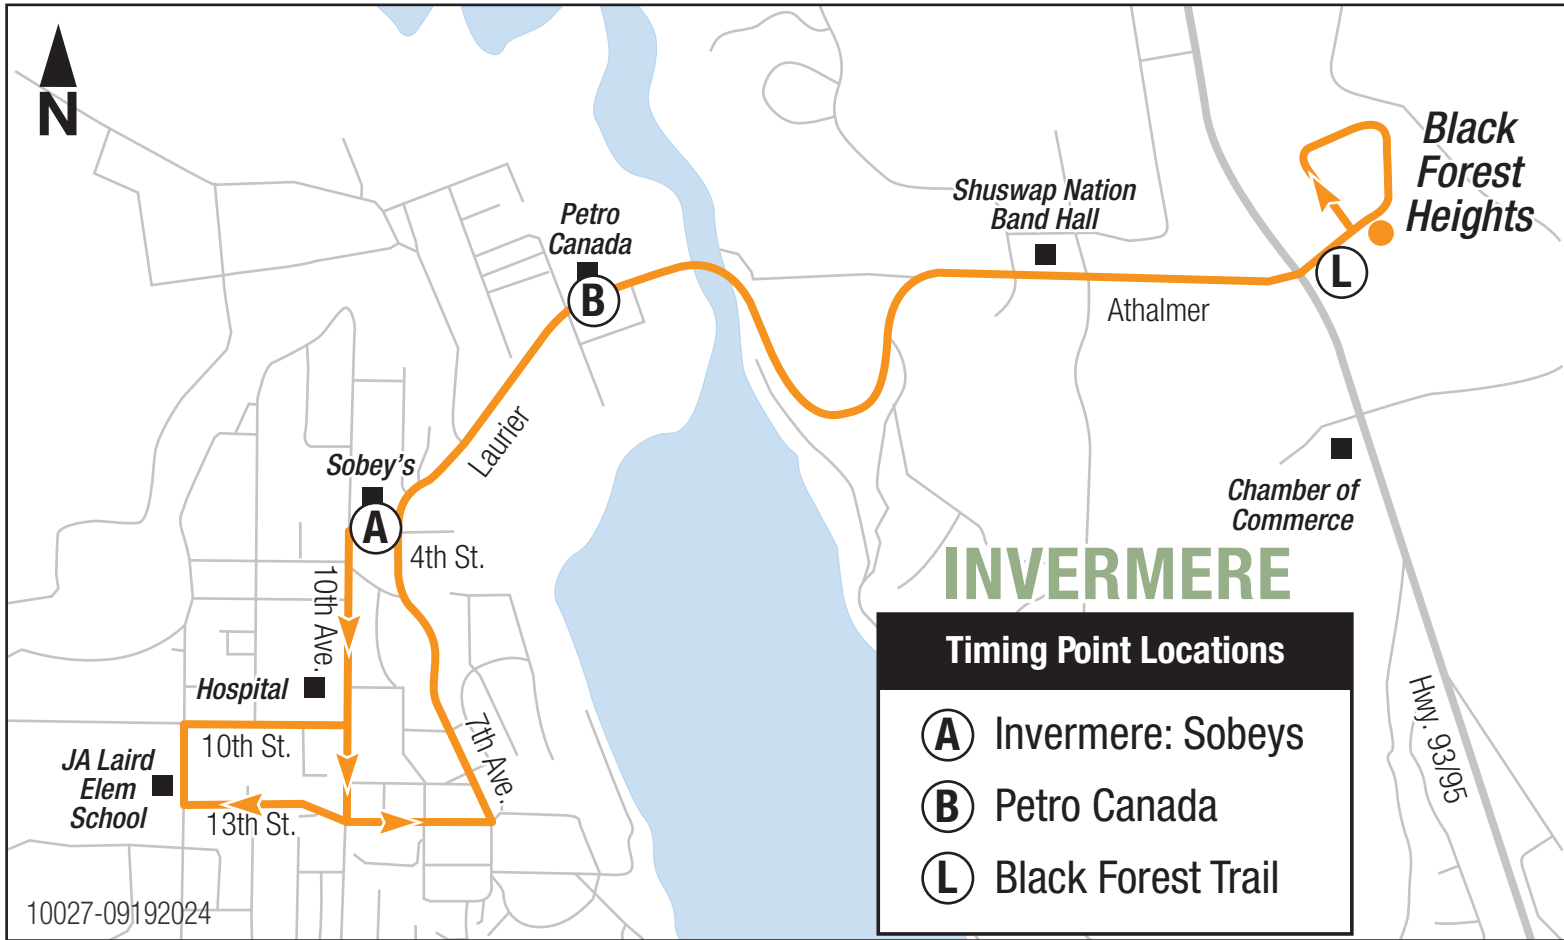 N
Black
Forest
Heights
Shuswap Nation
Band Hall
Petro
Canada
B
L
Athalmer
Laurier
Sobey's
A
4th St.
Chamber of
Commerce
10th Ave.
INVERMERE
Hospital
7th Ave.
10th St.
JA Laird
Elem
School
13th St.
Hwy. 93/95
Timing Point Locations
A Invermere: Sobeys
B Petro Canada
L Black Forest Trail
10027-09192024